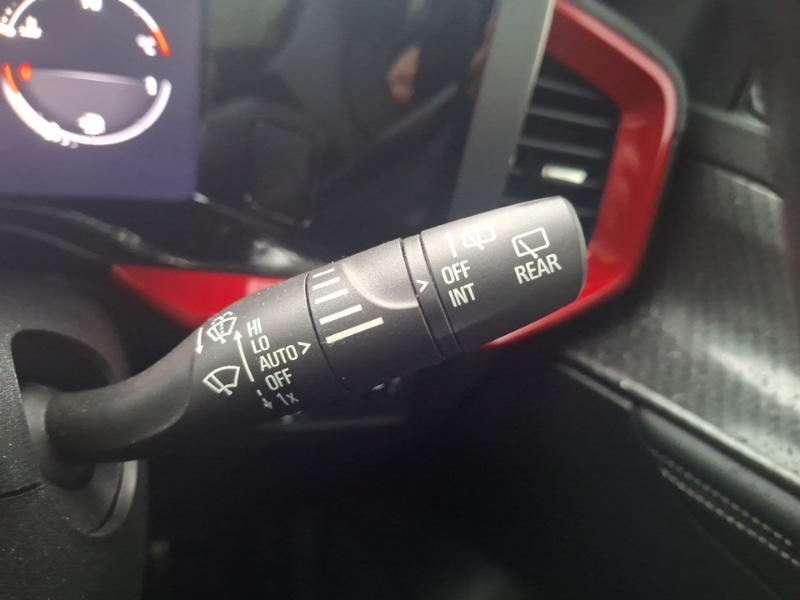 HI
LO
AUTO >
OFF
1x
>
OFF
INT
REAR
°C